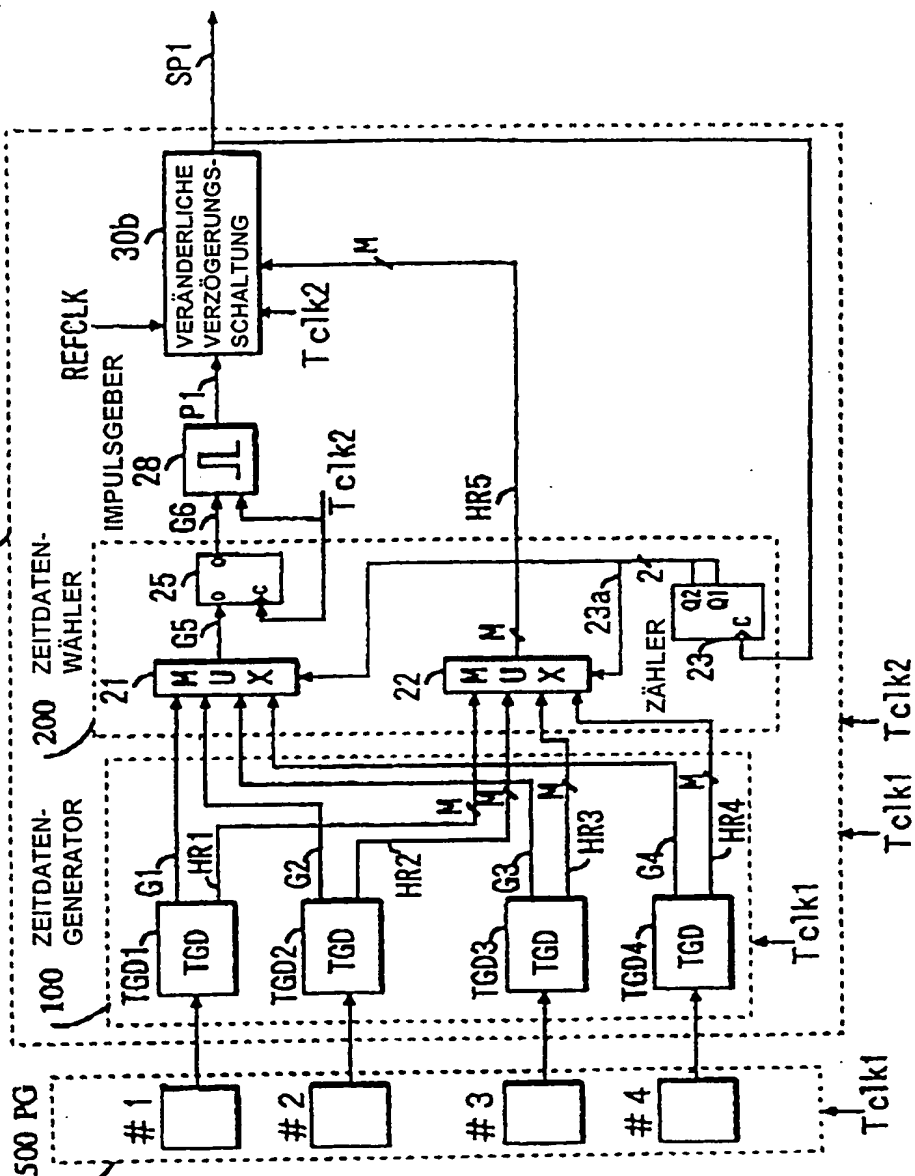 500 PG
# 1
# 2
# 3
# 4
Tclk1
100 ZEITDATEN-
GENERATOR
TGD1
TGD
TGD2
TGD
TGD3
TGD
TGD4
TGD
Tclk1
G1
HR1
G2
HR2
G3
HR3
G4
HR4
M
M
M
M
200 ZEITDATEN-
WÄHLER
21
MUX
22
MUX
G5
25
D
Q
C
G6
ZÄHLER
23
Q2
Q1
C
23a
2
M
HR5
M
Tclk1
Tclk2
IMPULSGEBER
28
Tclk2
P1
REFCLK
30b
VERÄNDERLICHE
VERZÖGERUNGS-
SCHALTUNG
Tclk2
SP1